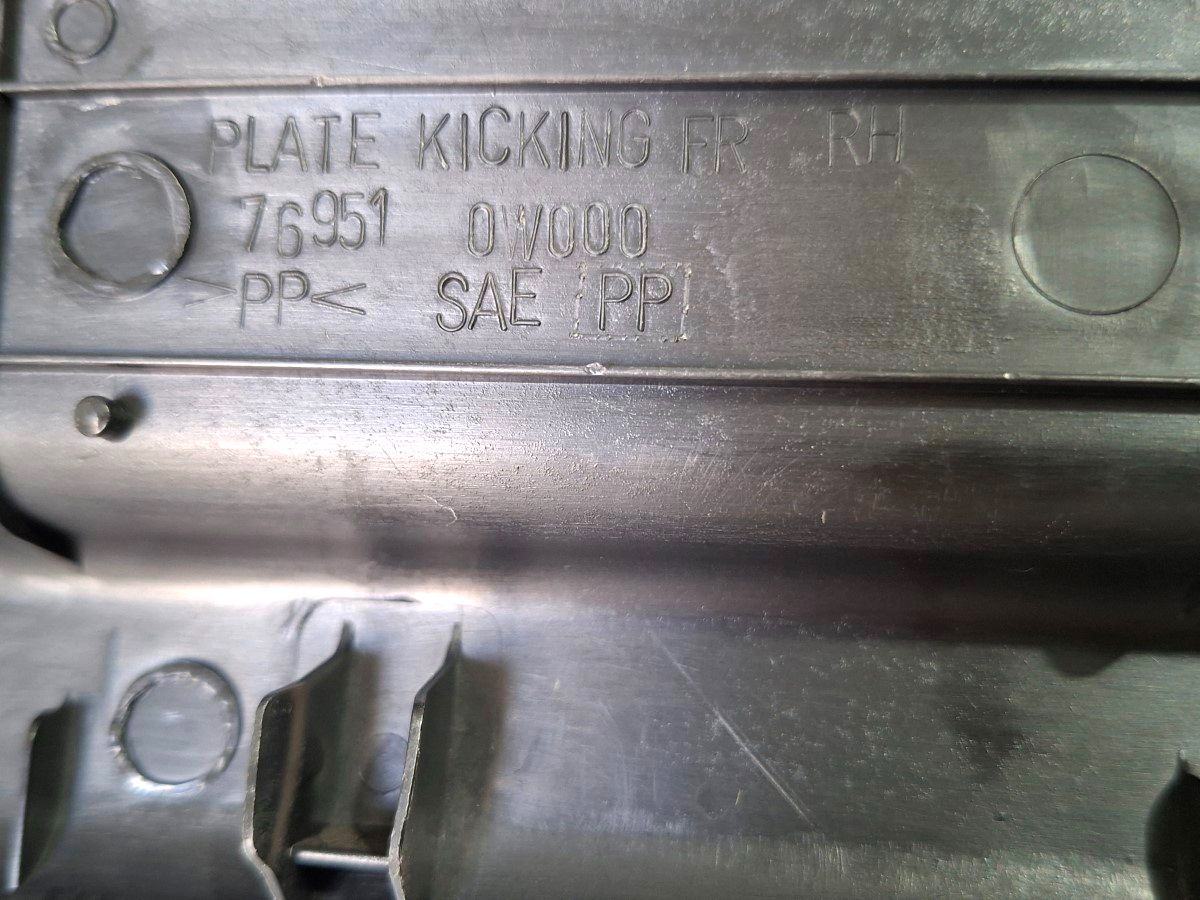 PLATE KICKING FR RH
76951 0W000
>PP< SAE PP